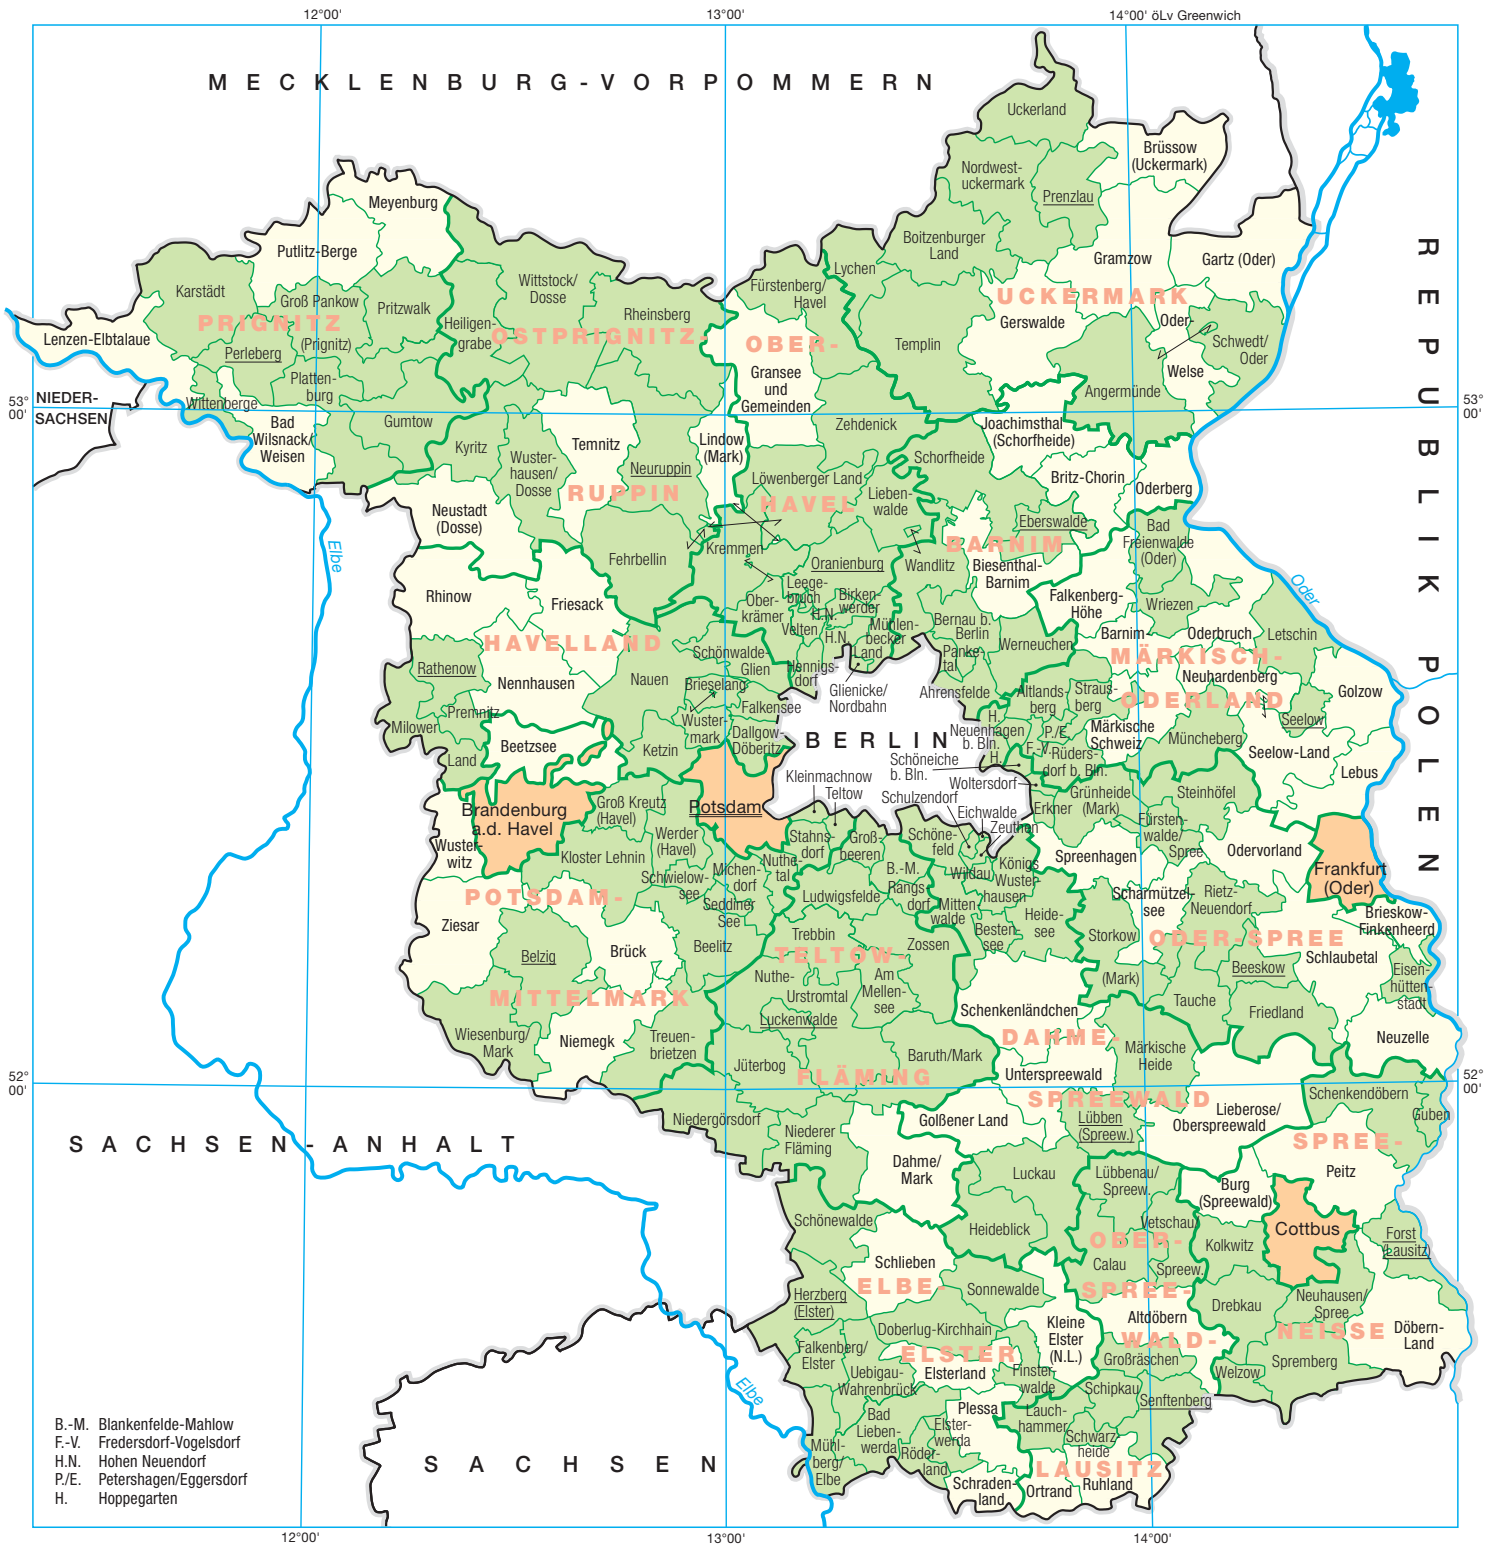 12°00'
13°00'
14°00' öLv Greenwich
MECKLENBURG-VORPOMMERN
Uckerland
Brüssow
(Uckermark)
Nordwest-
uckermark
Prenzlau
Meyenburg
Putlitz-Berge
Boitzenburger
Land
Gramzow
Gartz (Oder)
Lychen
Fürstenberg/
Havel
Karstädt
Groß Pankow
(Prignitz)
Pritzwalk
Wittstock/
Dosse
Rheinsberg
Heiligen-
grabe
UCKERMARK
Gerswalde
Oder-
Welse
Schwedt/
Oder
PRIGNITZ
OSTPRIGNITZ-
OBER-
Templin
Lenzen-Elbtalaue
Perleberg
Platten-
burg
Gransee
und
Gemeinden
Angermünde
NIEDER-
SACHSEN
53°
00'
53°
00'
Wittenberge
Bad
Wilsnack/
Weisen
Gumtow
Kyritz
Wuster-
hausen/
Dosse
Temnitz
Neuruppin
Lindow
(Mark)
Zehdenick
Joachimsthal
(Schorfheide)
Schorfheide
Britz-Chorin
Oderberg
RUPPIN
Löwenberger Land
HAVEL
Lieben-
walde
Neustadt
(Dosse)
Eberswalde
Bad
Freienwalde
(Oder)
BARNIM
Fehrbellin
Kremmen
Oranienburg
Wandlitz
Biesenthal-
Barnim
Elbe
Oder
Rhinow
Friesack
Ober-
krämer
Leege-
bruch
H.N.
Birken-
werder
Velten
H.N.
Mühlen-
becker
Land
Falkenberg-
Höhe
Wriezen
Bernau b.
Berlin
Werneuchen
Barnim-
Oderbruch
Letschin
HAVELLAND
Schönwalde-
Glien
Hennigs-
dorf
Panke-
tal
MÄRKISCH-
ODERLAND
Neuhardenberg
Golzow
Rathenow
Nennhausen
Nauen
Brieselang
Falkensee
Glienicke/
Nordbahn
Ahrensfelde
Altlands-
berg
Straus-
berg
Seelow
Premnitz
Milower
Land
Beetzsee
Ketzin
Wuster-
mark
Dallgow-
Döberitz
BERLIN
H.
Neuenhagen
b. Bln.
H.
P./E.
F.-V.
Rüders-
dorf b. Bln.
Märkische
Schweiz
Müncheberg
Seelow-Land
Lebus
Schöneiche
b. Bln.
Woltersdorf
Kleinmachnow
Teltow
Schulzendorf
Eichwalde
Zeuthen
Erkner
Grünheide
(Mark)
Steinhöfel
Fürsten-
walde/
Spree
Brandenburg
a.d. Havel
Groß Kreutz
(Havel)
Potsdam
Stahns-
dorf
Groß-
beeren
Schöne-
feld
Wildau
Königs
Wuster-
hausen
Spreenhagen
Odervorland
Frankfurt
(Oder)
Wuster-
witz
Werder
(Havel)
Kloster Lehnin
Schwielow-
see
Michen-
dorf
Nuthe-
tal
Seddiner
See
B.-M.
Rangs-
dorf
Ludwigsfelde
Mitten-
walde
Scharmützel-
see
Rietz-
Neuendorf
POTSDAM-
MITTELMARK
Ziesar
Trebbin
Zossen
Besten-
see
Heide-
see
Storkow
(Mark)
Brieskow-
Finkenheerd
ODER-SPREE
Schlaubetal
Belzig
Brück
Beelitz
TELTOW-
FLÄMING
Nuthe-
Urstromtal
Am
Mellen-
see
Beeskow
Eisen-
hütten-
stadt
Tauche
Friedland
Luckenwalde
Schenkenländchen
Wiesenburg/
Mark
Niemegk
Treuen-
brietzen
Neuzelle
DAHME-
SPREEWALD
Märkische
Heide
Jüterbog
Baruth/Mark
Unterspreewald
52°
00'
52°
00'
Schenkendöbern
Guben
Niedergörsdorf
Niederer
Fläming
Golßener Land
Lübben
(Spreew.)
Lieberose/
Oberspreewald
SACHSEN-ANHALT
SPREE-
NEISSE
Peitz
Dahme/
Mark
Luckau
Lübbenau/
Spreew.
Burg
(Spreewald)
Schönewalde
Heideblick
Vetschau/
Spreew.
Cottbus
Kolkwitz
Forst
(Lausitz)
OBER-
SPREE-
WALD-
LAUSITZ
Calau
Schlieben
ELBE-
ELSTER
Herzberg
(Elster)
Sonnewalde
Drebkau
Neuhausen/
Spree
Altdöbern
Kleine
Elster
(N.L.)
Döbern-
Land
Doberlug-Kirchhain
Falkenberg/
Elster
Uebigau-
Wahrenbrück
Elsterland
Finster-
walde
Großräschen
Spremberg
Welzow
Schipkau
Senftenberg
Elbe
Plessa
Lauch-
hammer
Bad
Lieben-
werda
Elster-
werda
Schwarz-
heide
Mühl-
berg/
Elbe
Röder-
land
Schraden-
land
Ortrand
Ruhland
SACHSEN
REPUBLIK POLEN
B.-M. Blankenfelde-Mahlow
F.-V. Fredersdorf-Vogelsdorf
H.N. Hohen Neuendorf
P./E. Petershagen/Eggersdorf
H. Hoppegarten
12°00'
13°00'
14°00'